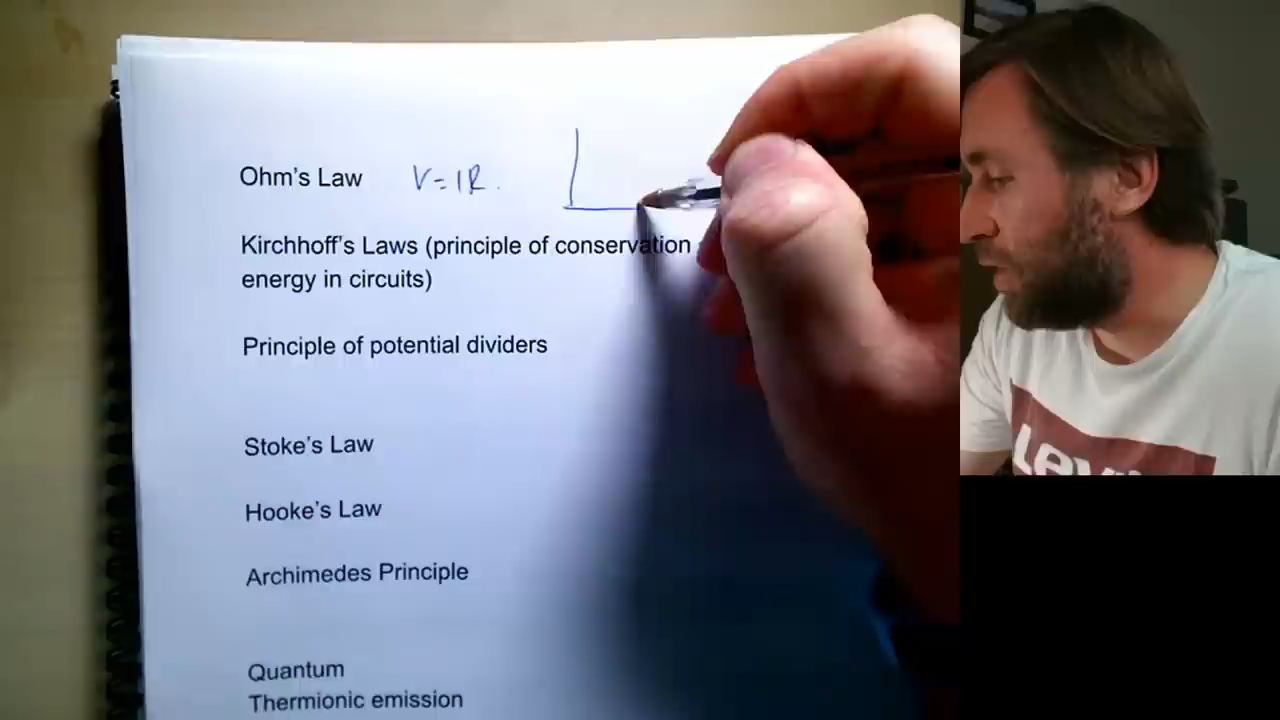 Ohm's Law V=IR.
Kirchhoff's Laws (principle of conservation
energy in circuits)
Principle of potential dividers
Stoke's Law
Hooke's Law
Archimedes Principle
Quantum
Thermionic emission